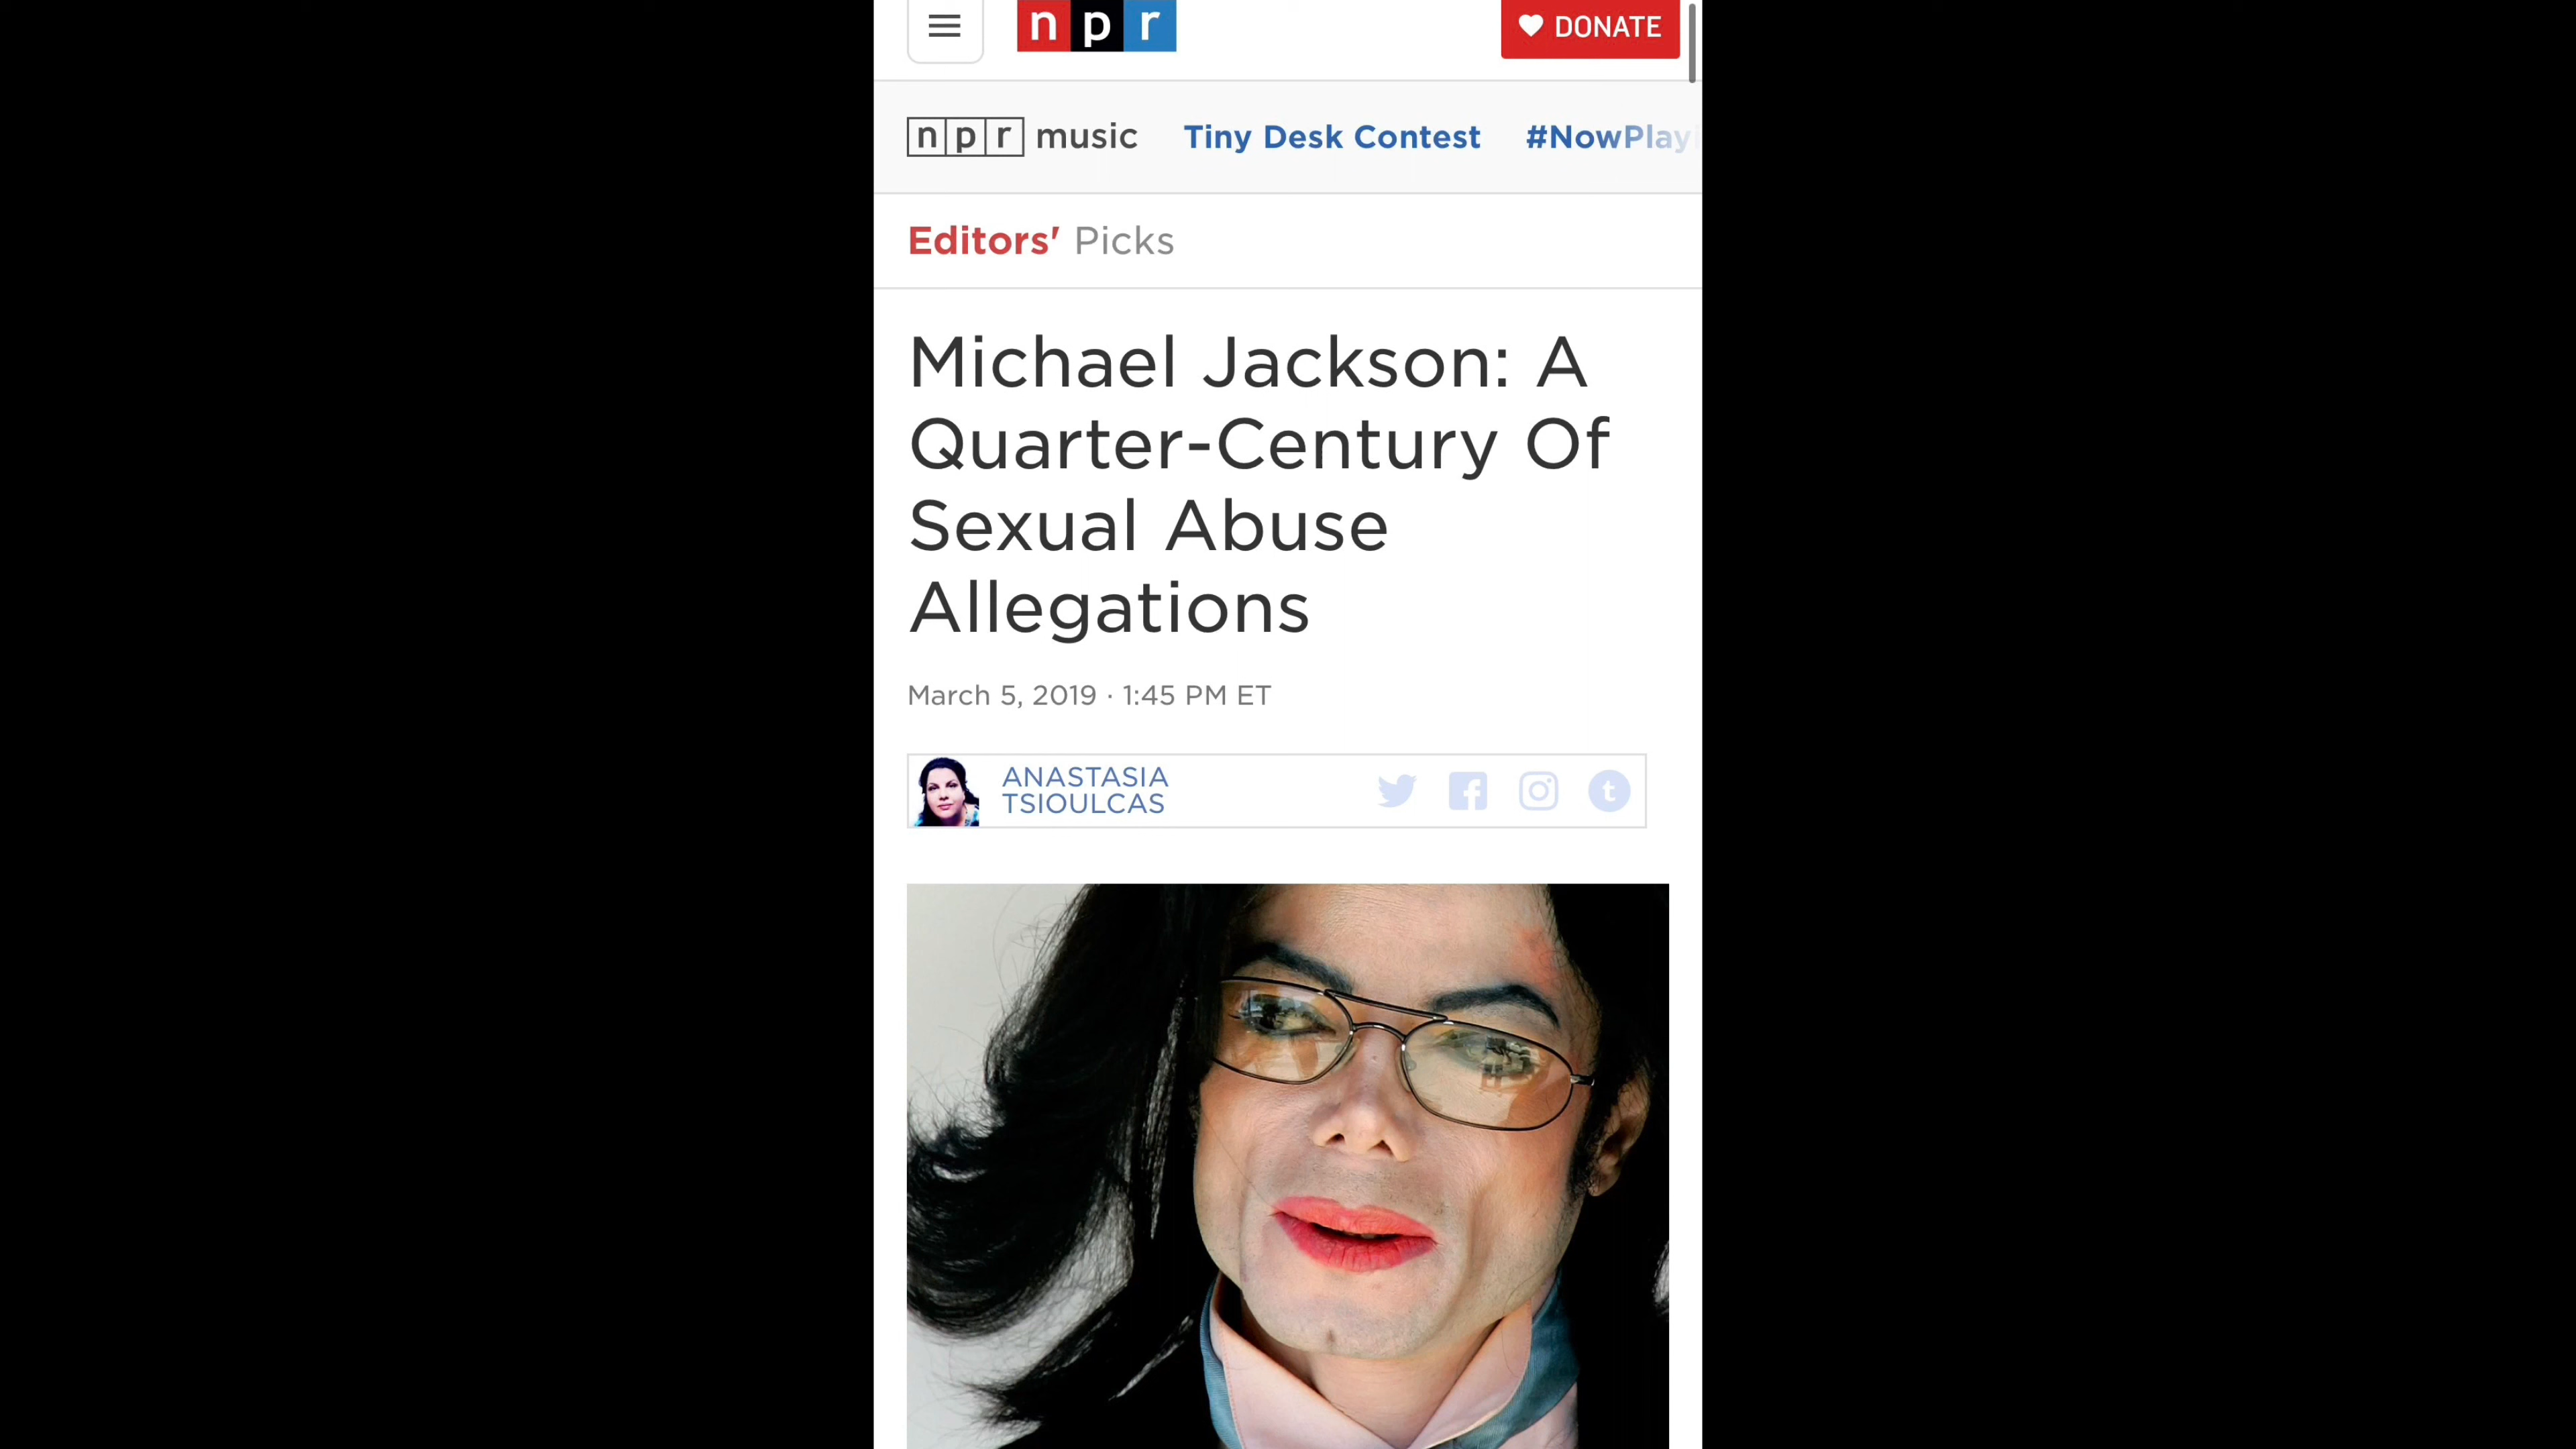 npr
DONATE
npr music Tiny Desk Contest #NowPlay
Editors' Picks
Michael Jackson: A
Quarter-Century Of
Sexual Abuse
Allegations
March 5, 2019 · 1:45 PM ET
ANASTASIA
TSIOULCAS